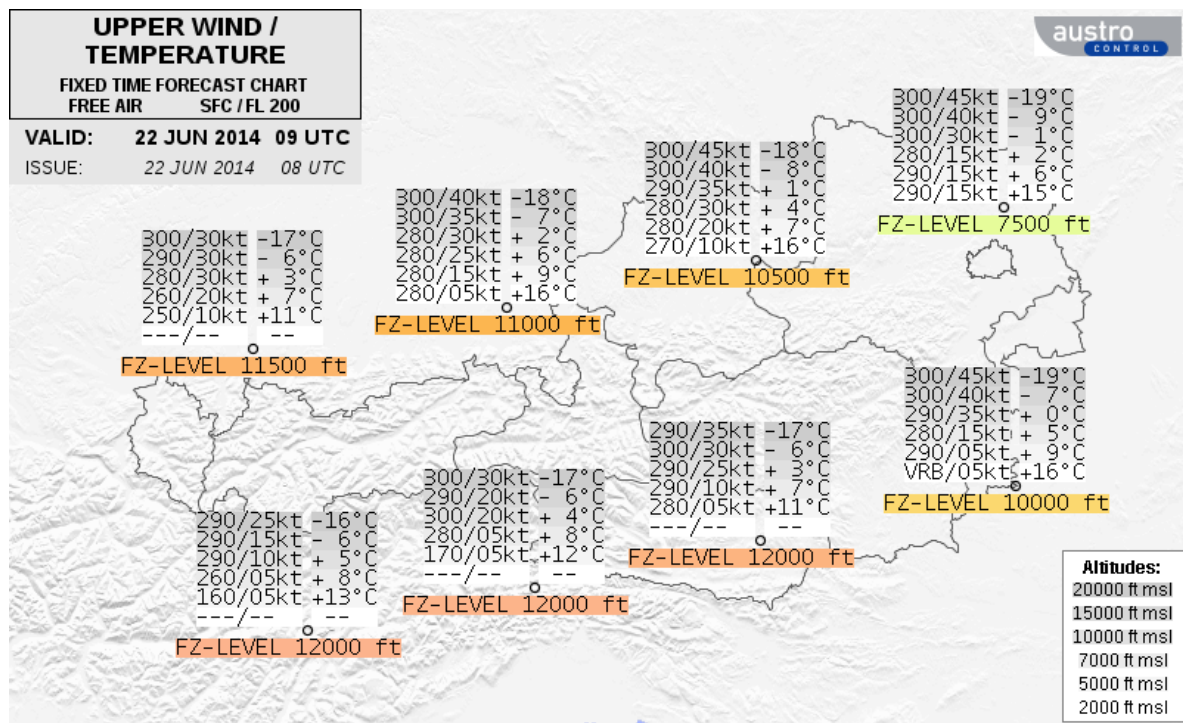 UPPER WIND /
TEMPERATURE
FIXED TIME FORECAST CHART
FREE AIR SFC / FL 200
VALID: 22 JUN 2014 09 UTC
ISSUE: 22 JUN 2014 08 UTC
austro
CONTROL
300/45kt -19°C
300/40kt - 9°C
300/30kt - 1°C
280/15kt + 2°C
290/15kt + 6°C
290/15kt +15°C
FZ-LEVEL 7500 ft
300/45kt -18°C
300/40kt - 8°C
290/35kt + 1°C
280/30kt + 4°C
280/20kt + 7°C
270/10kt +16°C
FZ-LEVEL 10500 ft
300/40kt -18°C
300/35kt - 7°C
280/30kt + 2°C
280/25kt + 6°C
280/15kt + 9°C
280/05kt +16°C
FZ-LEVEL 11000 ft
300/30kt -17°C
290/30kt - 6°C
280/30kt + 3°C
260/20kt + 7°C
250/10kt +11°C
---/-- --
FZ-LEVEL 11500 ft
300/45kt -19°C
300/40kt - 7°C
290/35kt + 0°C
280/15kt + 5°C
290/05kt + 9°C
VRB/05kt +16°C
FZ-LEVEL 10000 ft
290/35kt -17°C
300/30kt - 6°C
290/25kt + 3°C
290/10kt + 7°C
280/05kt +11°C
---/-- --
FZ-LEVEL 12000 ft
300/30kt -17°C
290/20kt - 6°C
300/20kt + 4°C
280/05kt + 8°C
170/05kt +12°C
---/-- --
FZ-LEVEL 12000 ft
290/25kt -16°C
290/15kt - 6°C
290/10kt + 5°C
260/05kt + 8°C
160/05kt +13°C
---/-- --
FZ-LEVEL 12000 ft
Altitudes:
20000 ft msl
15000 ft msl
10000 ft msl
7000 ft msl
5000 ft msl
2000 ft msl